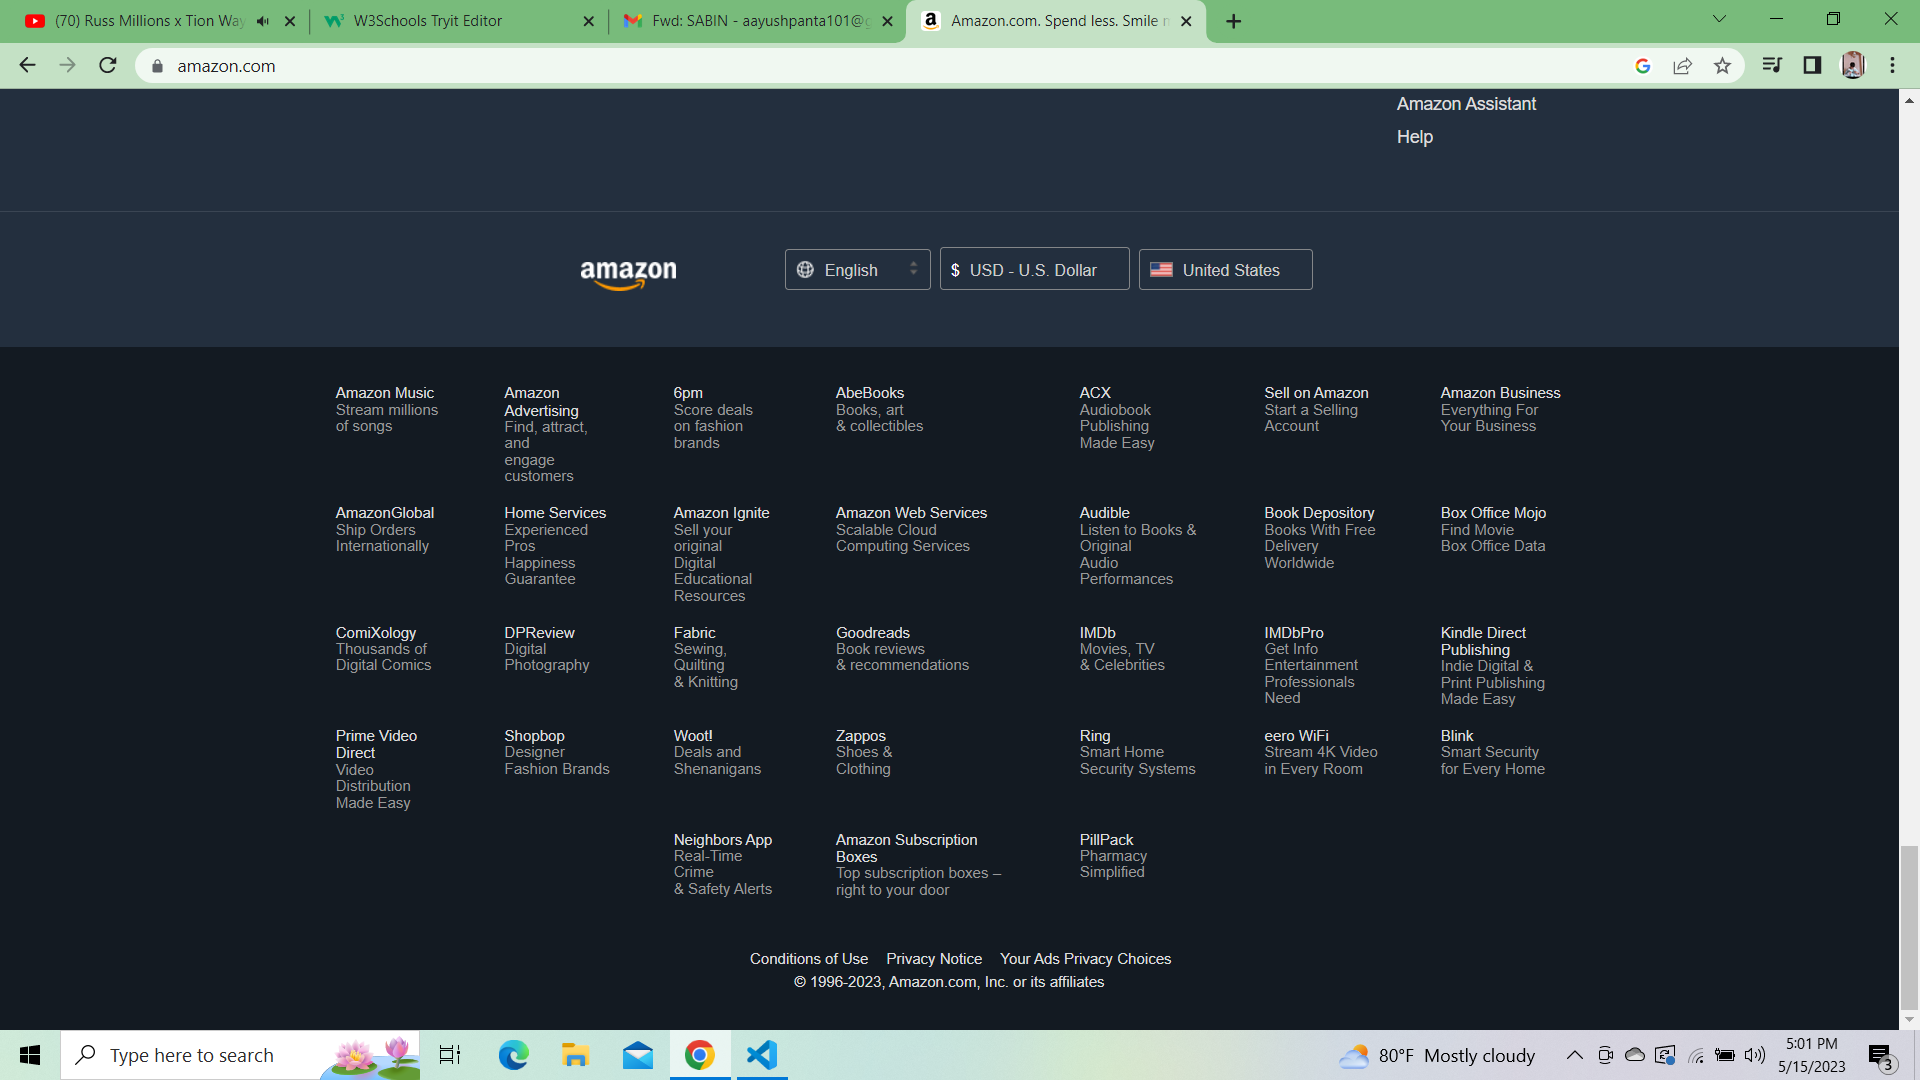 (70) Russ Millions x Tion Way
W3Schools Tryit Editor
Fwd: SABIN - aayushpanta101@g
Amazon.com. Spend less. Smile m
amazon.com
Amazon Assistant
Help
amazon
English
$ USD - U.S. Dollar
United States
Amazon Music
Stream millions
of songs
Amazon
Advertising
Find, attract,
and
engage
customers
6pm
Score deals
on fashion
brands
AbeBooks
Books, art
& collectibles
ACX
Audiobook
Publishing
Made Easy
Sell on Amazon
Start a Selling
Account
Amazon Business
Everything For
Your Business
AmazonGlobal
Ship Orders
Internationally
Home Services
Experienced
Pros
Happiness
Guarantee
Amazon Ignite
Sell your
original
Digital
Educational
Resources
Amazon Web Services
Scalable Cloud
Computing Services
Audible
Listen to Books &
Original
Audio
Performances
Book Depository
Books With Free
Delivery
Worldwide
Box Office Mojo
Find Movie
Box Office Data
ComiXology
Thousands of
Digital Comics
DPReview
Digital
Photography
Fabric
Sewing,
Quilting
& Knitting
Goodreads
Book reviews
& recommendations
IMDb
Movies, TV
& Celebrities
IMDbPro
Get Info
Entertainment
Professionals
Need
Kindle Direct
Publishing
Indie Digital &
Print Publishing
Made Easy
Prime Video
Direct
Video
Distribution
Made Easy
Shopbop
Designer
Fashion Brands
Woot!
Deals and
Shenanigans
Zappos
Shoes &
Clothing
Ring
Smart Home
Security Systems
eero WiFi
Stream 4K Video
in Every Room
Blink
Smart Security
for Every Home
Neighbors App
Real-Time
Crime
& Safety Alerts
Amazon Subscription
Boxes
Top subscription boxes –
right to your door
PillPack
Pharmacy
Simplified
Conditions of Use Privacy Notice Your Ads Privacy Choices
© 1996-2023, Amazon.com, Inc. or its affiliates
Type here to search
80°F Mostly cloudy
5:01 PM
5/15/2023
3